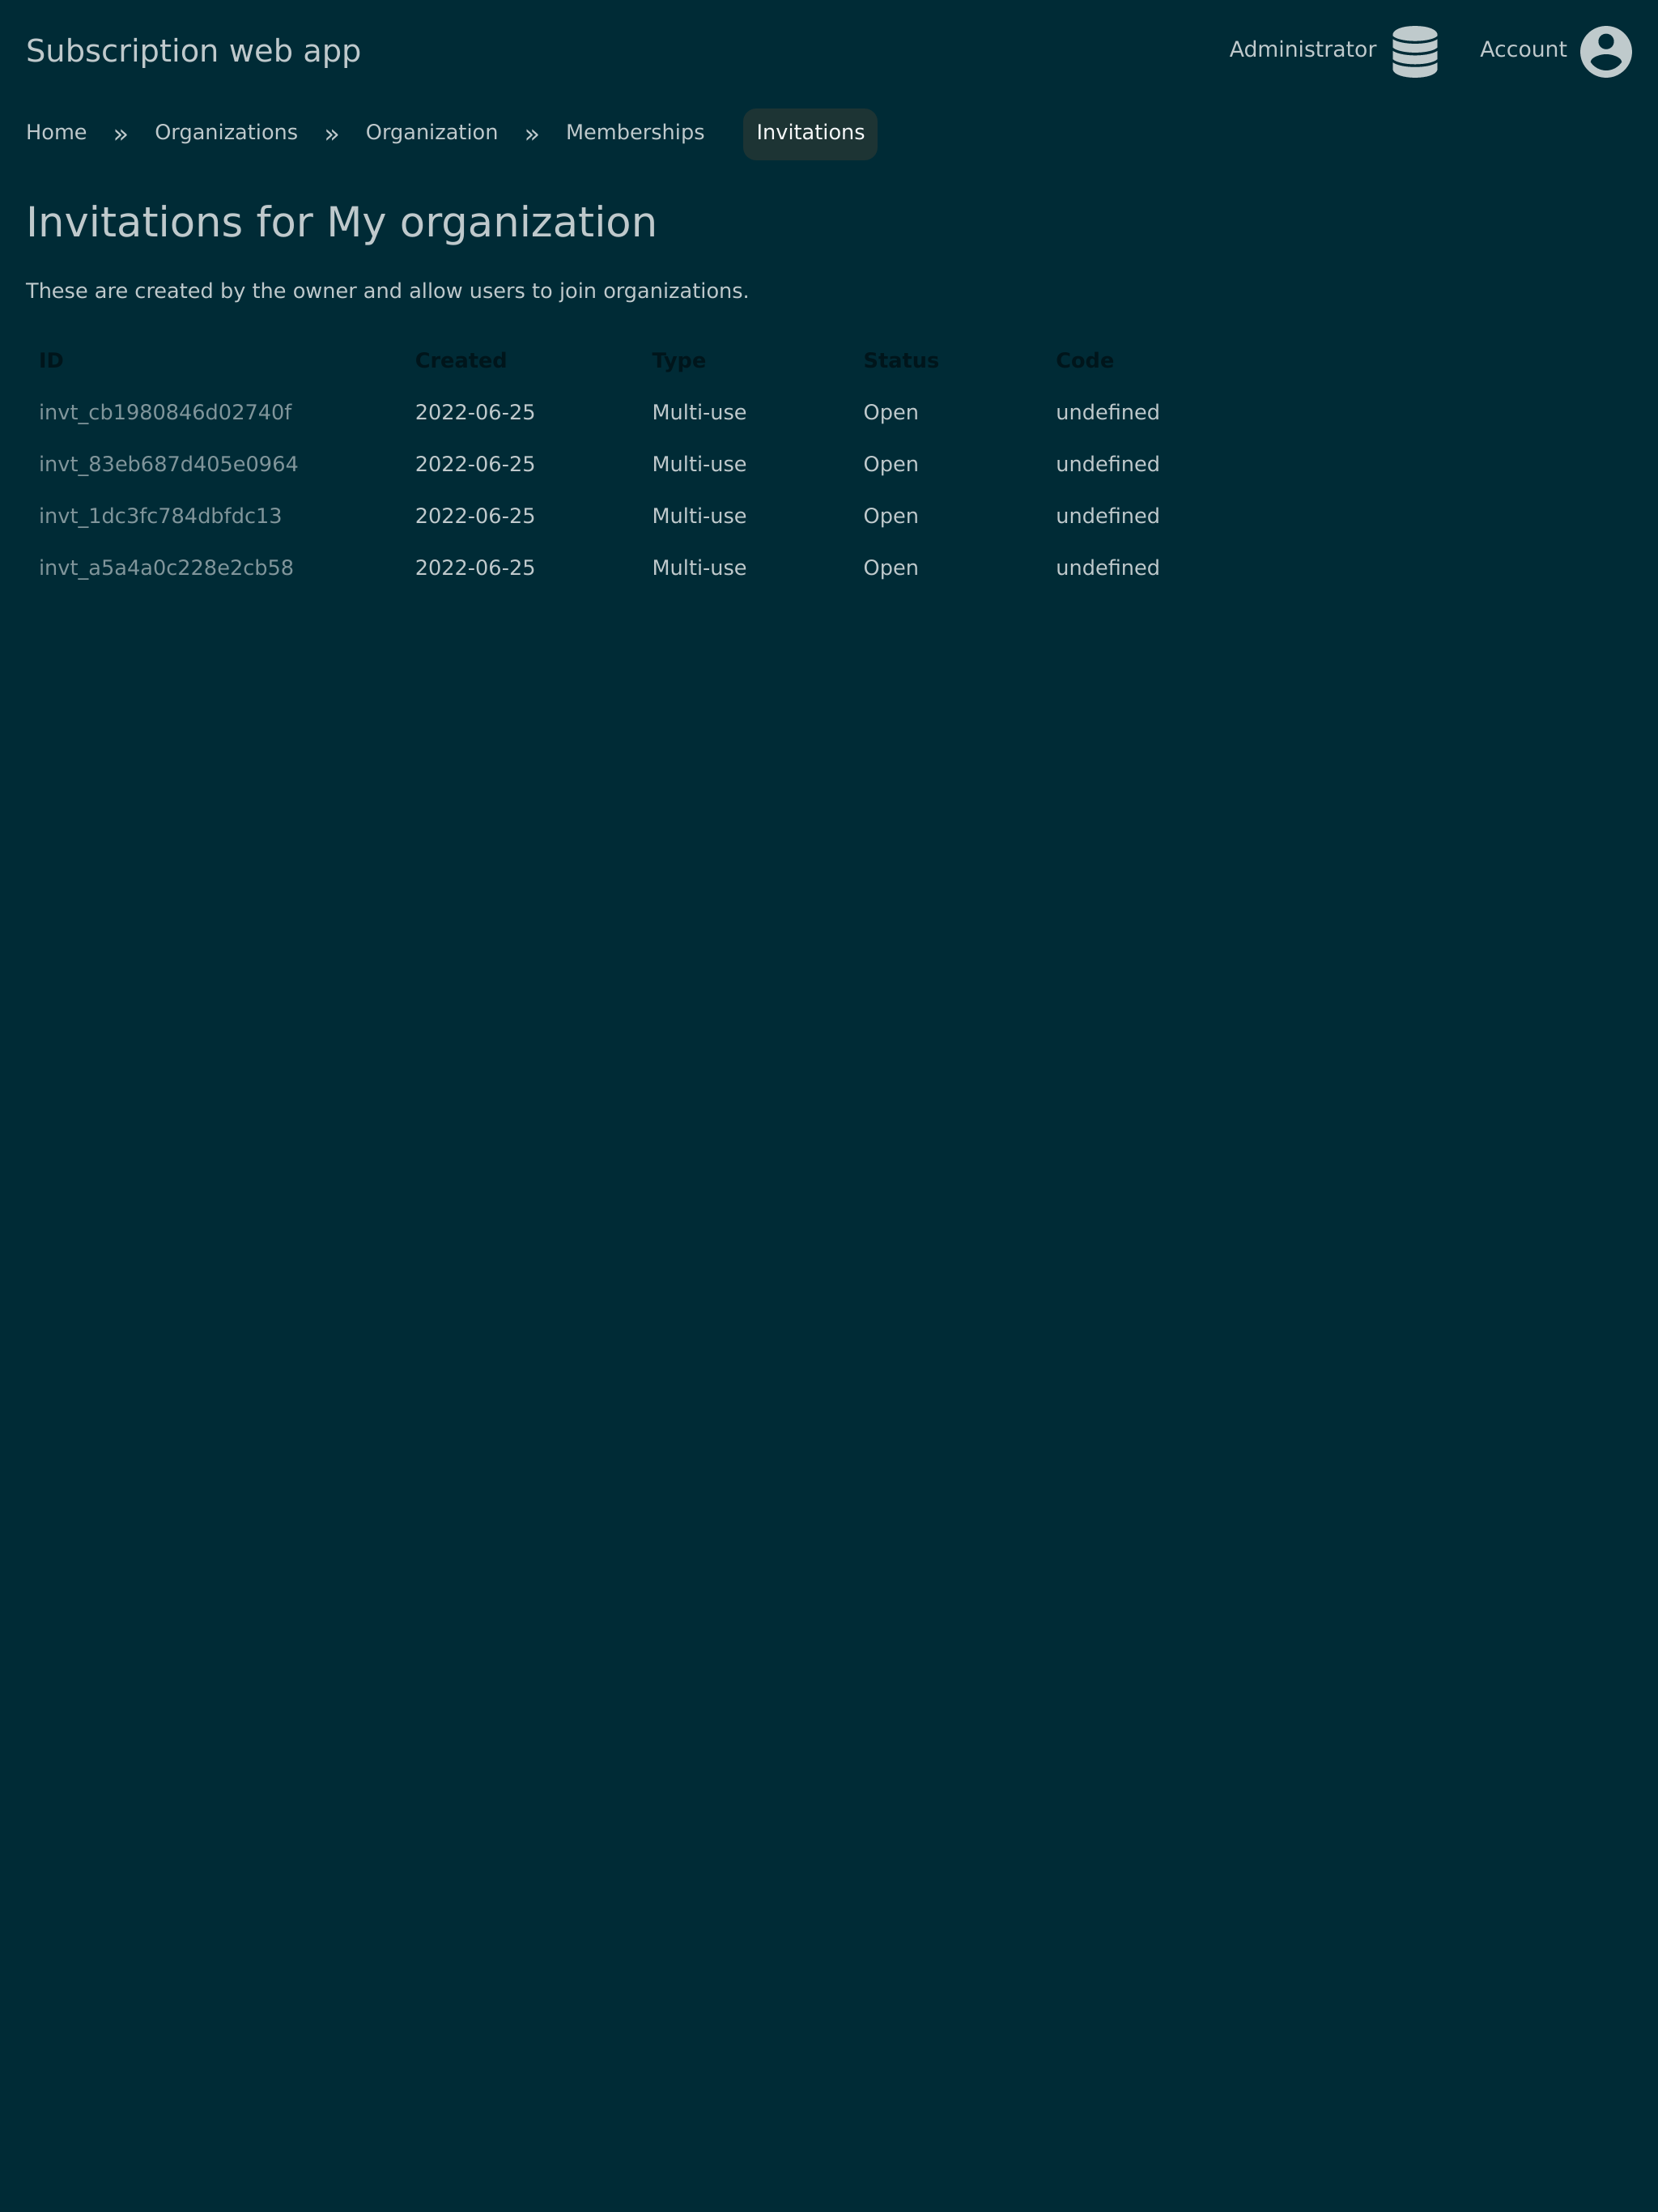 Subscription web app Administrator Account
Home » Organizations » Organization » Memberships Invitations
Invitations for My organization
These are created by the owner and allow users to join organizations.
ID Created Type Status Code
invt_cb1980846d02740f 2022-06-25 Multi-use Open undefined
invt_83eb687d405e0964 2022-06-25 Multi-use Open undefined
invt_1dc3fc784dbfdc13 2022-06-25 Multi-use Open undefined
invt_a5a4a0c228e2cb58 2022-06-25 Multi-use Open undefined